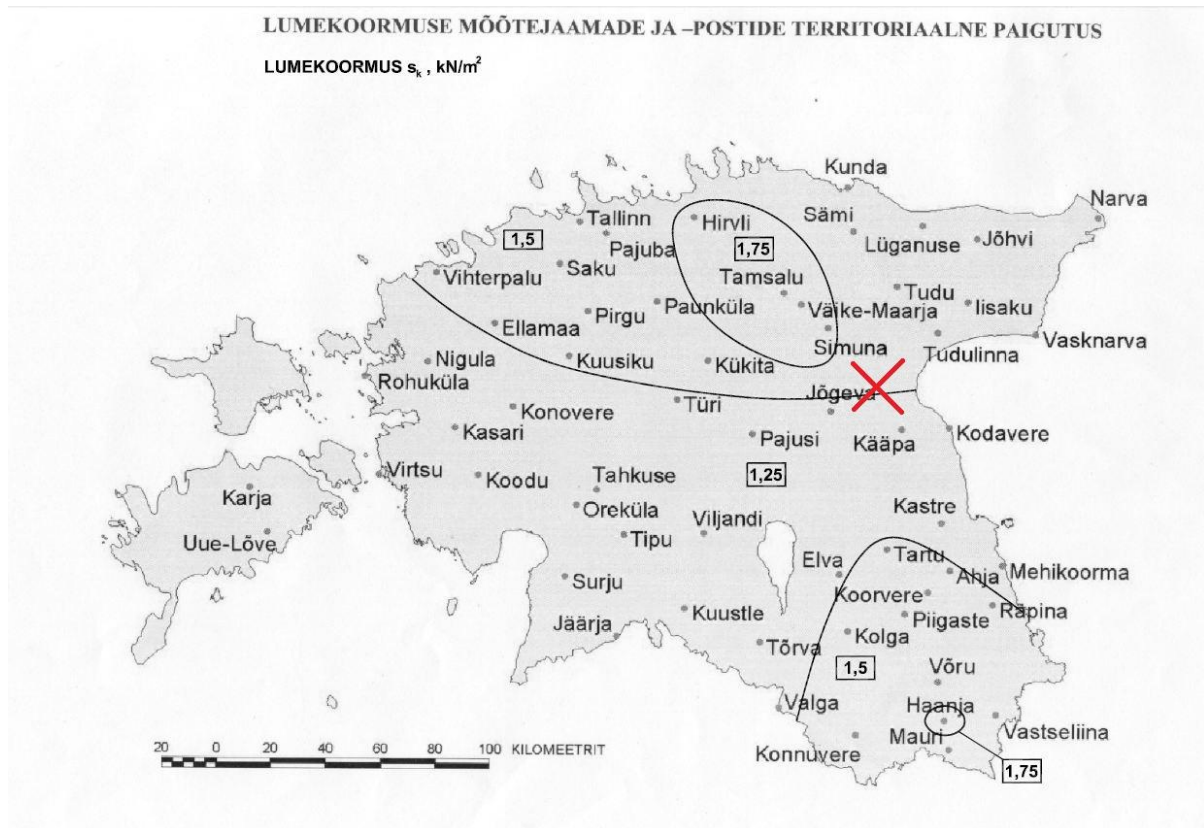 LUMEKOORMUSE MÕÕTEJAAMADE JA –POSTIDE TERRITORIAALNE PAIGUTUS
LUMEKOORMUS sk , kN/m²
Kunda
Narva
Tallinn
Hirvli
Sämi
1,5
Pajuba
1,75
Lüganuse
Jõhvi
Saku
Vihterpalu
Tamsalu
Tudu
Paunküla
Väike-Maarja
Iisaku
Pirgu
Ellamaa
Simuna
Vasknarva
Tudulinna
Nigula
Kuusiku
Kükita
Rohuküla
Jõgeva
Türi
Konovere
Kasari
Pajusi
Kääpa
Kodavere
Virtsu
Koodu
Tahkuse
1,25
Karja
Kastre
Oreküla
Viljandi
Uue-Lõve
Tipu
Elva
Tartu
Ahja
Mehikoorma
Surju
Koorvere
Kuustle
Piigaste
Räpina
Jäärja
Kolga
Tõrva
1,5
Võru
Valga
Haanja
Vastseliina
Mauri
Konnuvere
1,75
20 0 20 40 60 80 100 KILOMEETRIT